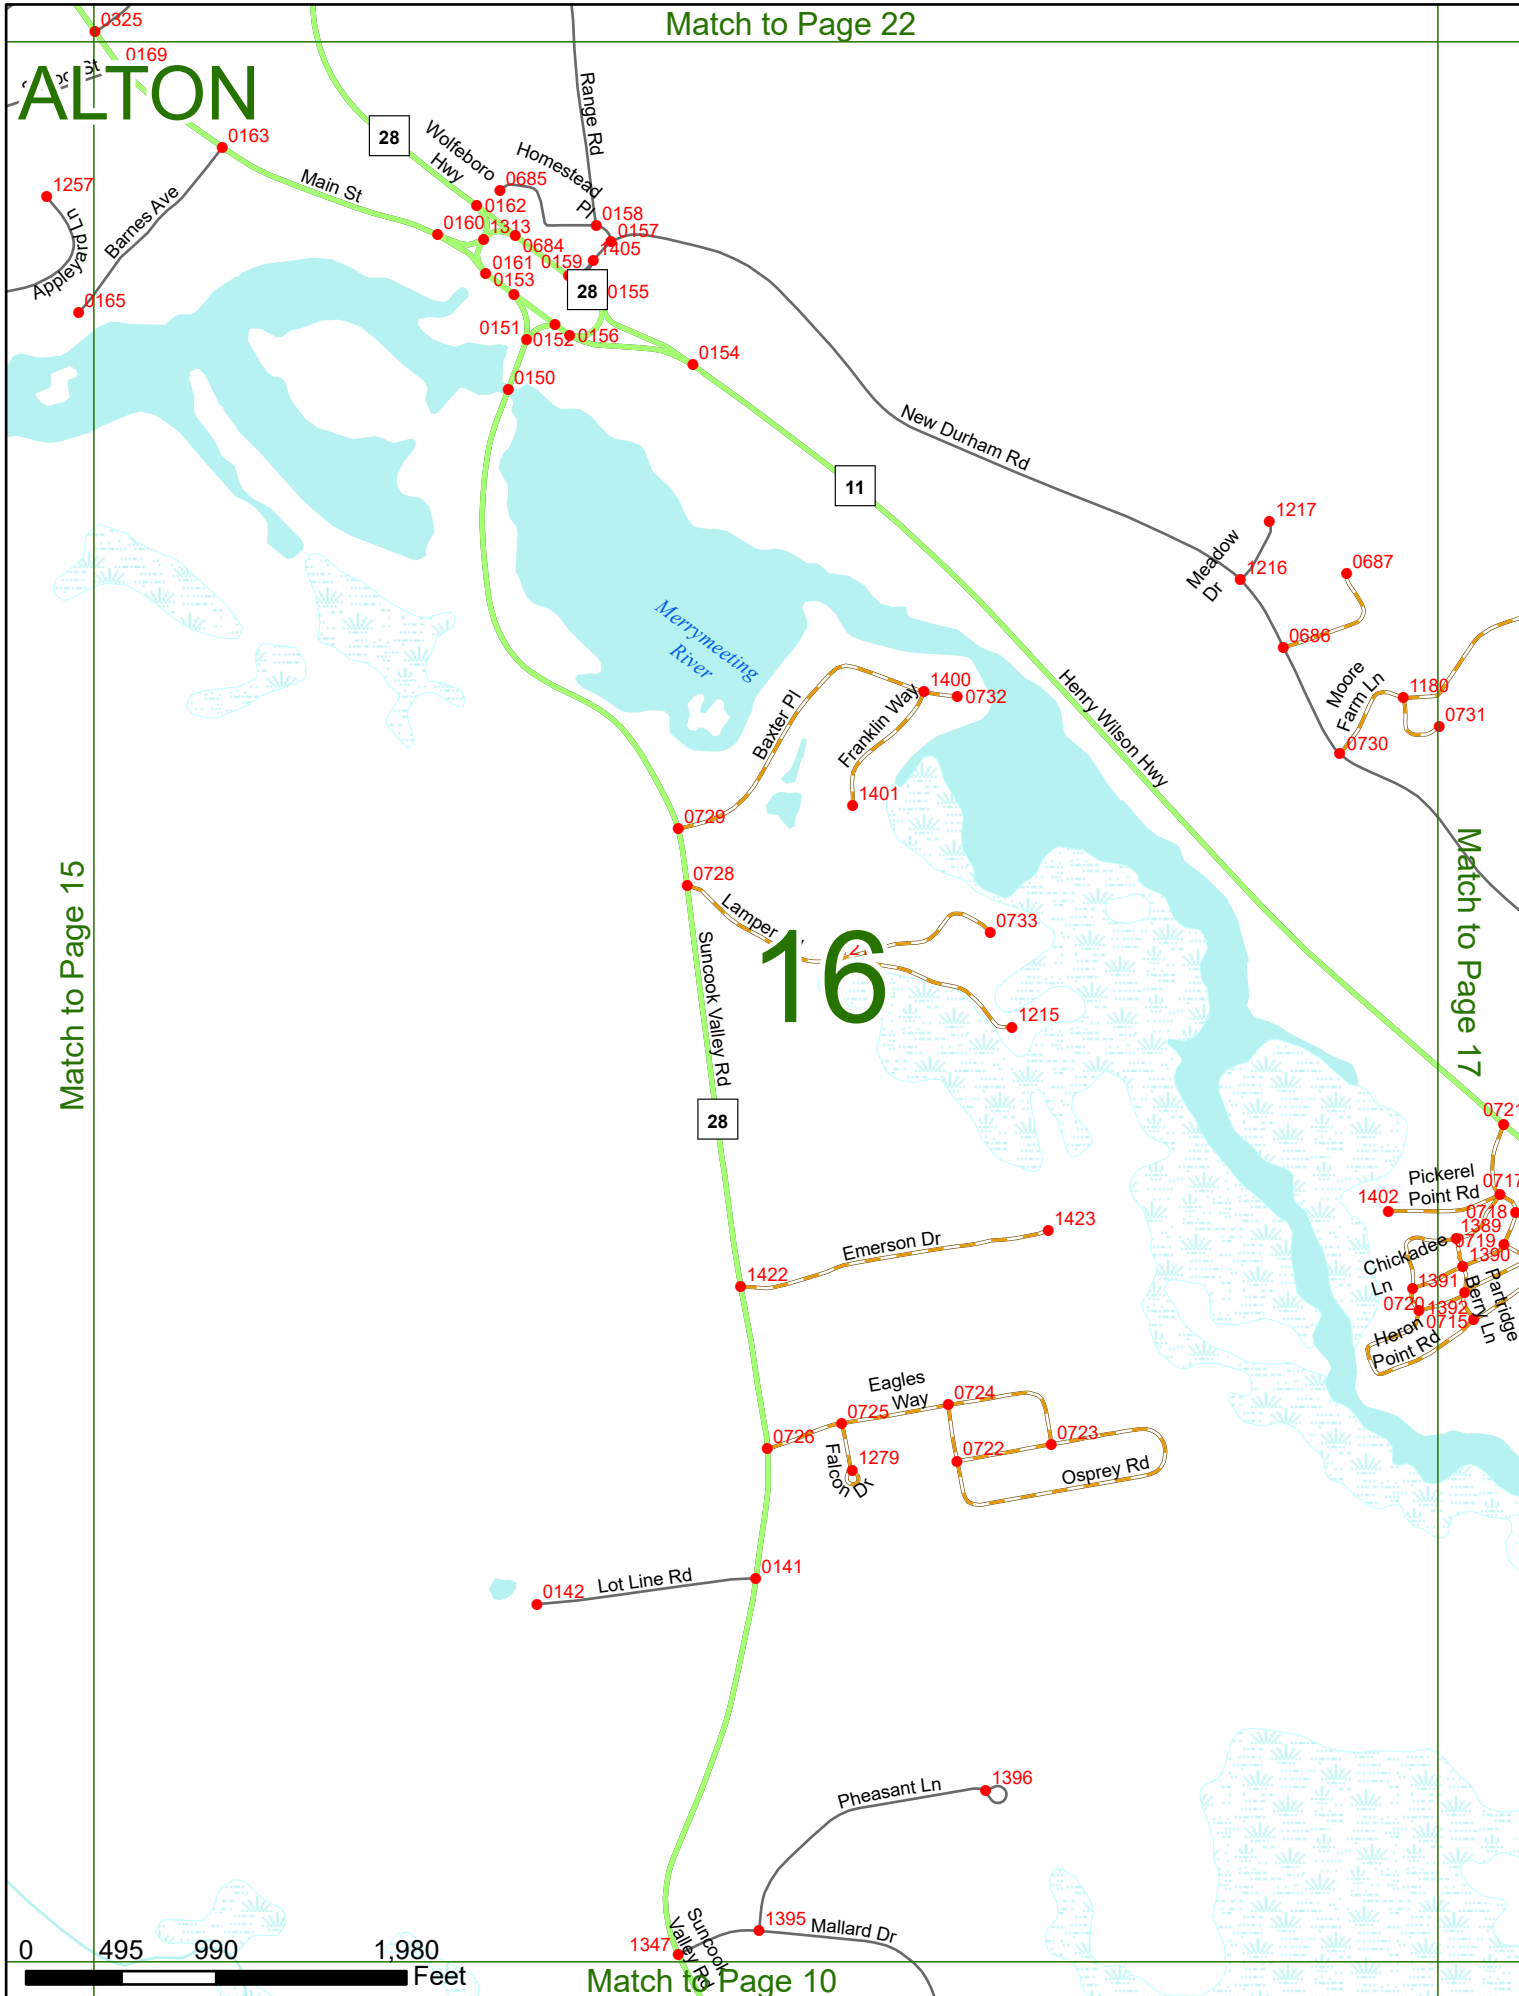 Match to Page 22
0325
0169
ALTON
0163
28
Wolfeboro
Hwy
Range Rd
Homestead
Pl
0685
1257
Appleyard Ln
Barnes Ave
Main St
0162
0158
0157
0160
1313
0684
1405
0161
0159
0153
28
0155
0165
0151
0152
0156
0154
0150
New Durham Rd
11
1217
Meadow
Dr
1216
0687
0686
Merrymeeting
River
Henry Wilson Hwy
Moore
Farm Ln
1180
0731
0730
Baxter Pl
Franklin Way
1400
0732
1401
0729
0728
Lamper
0733
16
1215
Suncook Valley Rd
Match to Page 15
Match to Page 17
28
0721
Pickerel
Point Rd
0717
1402
0718
1389
Chickadee
Ln
0719
1390
1391
Partridge
Berry Ln
0720
1392
0715
Heron
Point Rd
1423
Emerson Dr
1422
Eagles
Way
0724
0725
0726
0723
0722
1279
Falcon Dr
Osprey Rd
0141
0142
Lot Line Rd
Pheasant Ln
1396
1395
Mallard Dr
1347
Suncook
Valley Rd
0 495 990 1,980
Feet
Match to Page 10